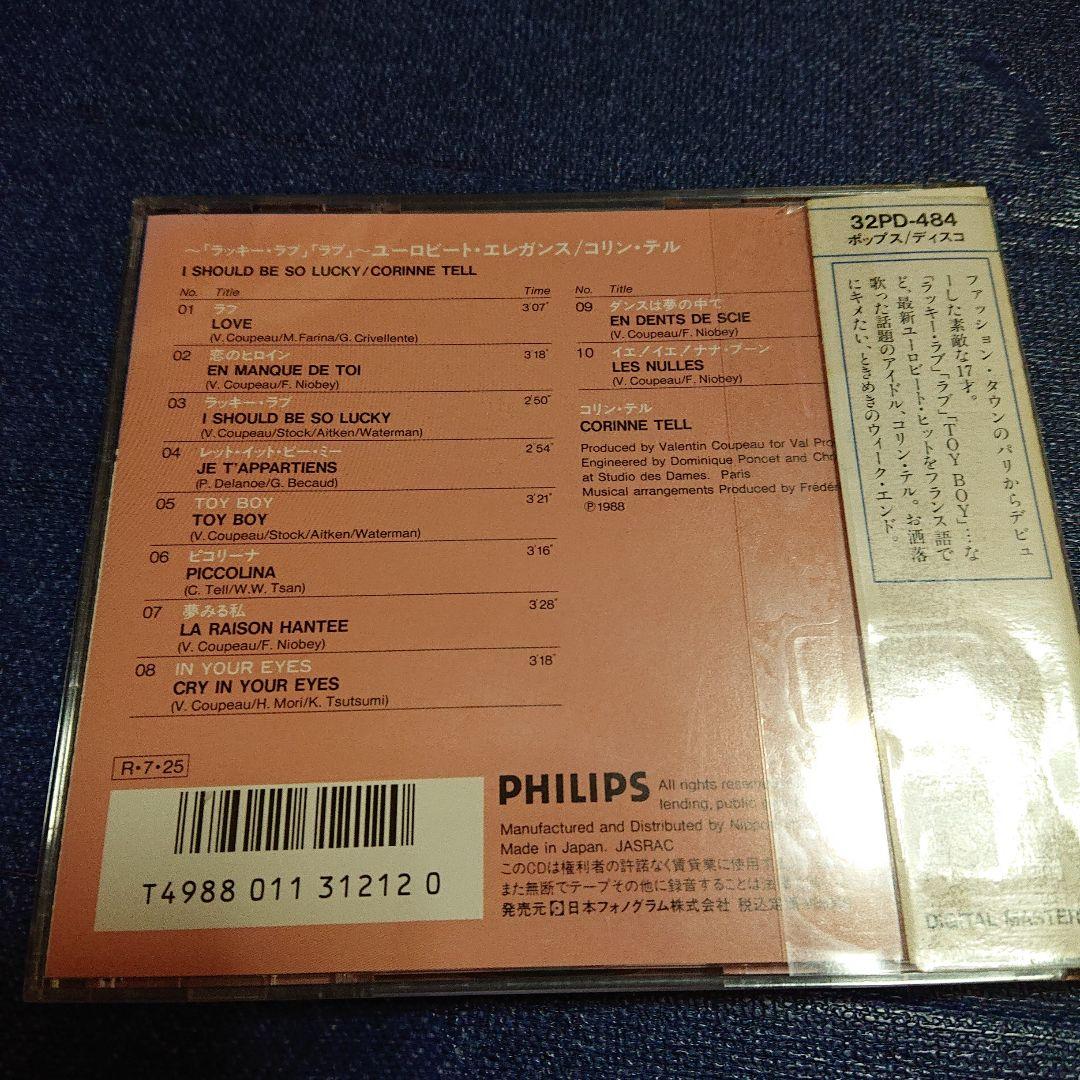 ～「ラッキー・ラブ」「ラブ」～ユーロビート・エレガンス/コリン・テル
I SHOULD BE SO LUCKY/CORINNE TELL
No. Title Time
01 ラブ 3'07"
LOVE
(V. Coupeau/M. Farina/G. Crivellente)
02 恋のヒロイン 3'18"
EN MANQUE DE TOI
(V. Coupeau/F. Niobey)
03 ラッキー・ラブ 2'50"
I SHOULD BE SO LUCKY
(V. Coupeau/Stock/Aitken/Waterman)
04 レット・イット・ビー・ミー 2'54"
JE T'APPARTIENS
(P. Delanoe/G. Becaud)
05 TOY BOY 3'21"
TOY BOY
(V. Coupeau/Stock/Aitken/Waterman)
06 ピコリーナ 3'16"
PICCOLINA
(C. Tell/W.W. Tsan)
07 夢みる私 3'28"
LA RAISON HANTEE
(V. Coupeau/F. Niobey)
08 IN YOUR EYES 3'18"
CRY IN YOUR EYES
(V. Coupeau/H. Mori/K. Tsutsumi)
No. Title
09 ダンスは夢の中で
EN DENTS DE SCIE
(V. Coupeau/F. Niobey)
10 イエ!イエ!ナナ・ブーン
LES NULLES
(V. Coupeau/F. Niobey)
コリン・テル
CORINNE TELL
Produced by Valentin Coupeau for Val Pro
Engineered by Dominique Poncet and Chr
at Studio des Dames. Paris
Musical arrangements Produced by Frédé
Ⓟ1988
R・7・25
T4988 011 31212 0
PHILIPS
All rights reserv
lending, public
Manufactured and Distributed by Nippo
Made in Japan. JASRAC
このCDは権利者の許諾なく賃貸業に使用す
また無断でテープその他に録音することは法
発売元 日本フォノグラム株式会社 税込定
32PD-484
ポップス/ディスコ
ファッション・タウンのパリからデビュ
ーした素敵な17才。
「ラッキー・ラブ」「ラブ」「TOY BOY」…な
ど、最新ユーロビート・ヒットをフランス語で
歌った話題のアイドル、コリン・テル。お洒落
にキメたい、ときめきのウィーク・エンド。
DIGITAL MASTER